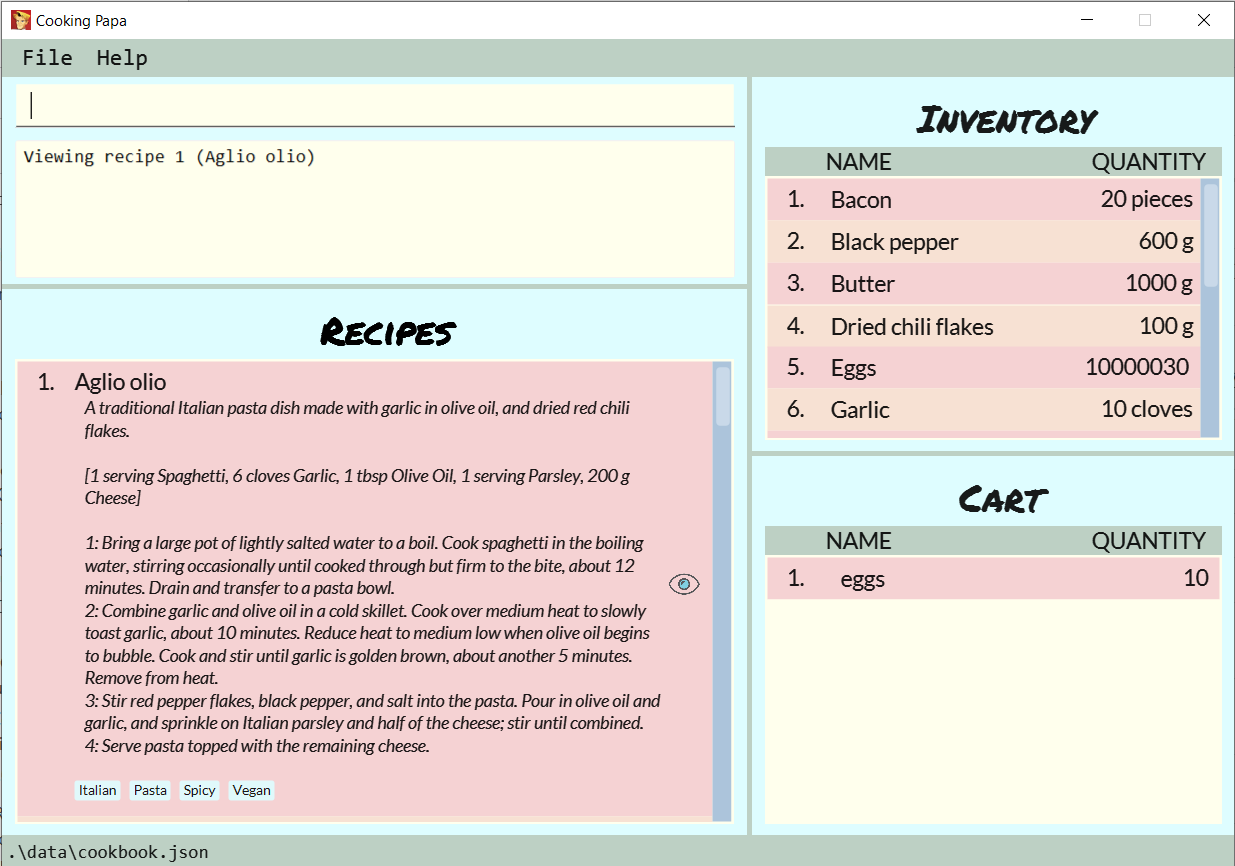 Cooking Papa
File Help
Viewing recipe 1 (Aglio olio)
Recipes
1. Aglio olio
A traditional Italian pasta dish made with garlic in olive oil, and dried red chili
flakes.
[1 serving Spaghetti, 6 cloves Garlic, 1 tbsp Olive Oil, 1 serving Parsley, 200 g
Cheese]
1: Bring a large pot of lightly salted water to a boil. Cook spaghetti in the boiling
water, stirring occasionally until cooked through but firm to the bite, about 12
minutes. Drain and transfer to a pasta bowl.
2: Combine garlic and olive oil in a cold skillet. Cook over medium heat to slowly
toast garlic, about 10 minutes. Reduce heat to medium low when olive oil begins
to bubble. Cook and stir until garlic is golden brown, about another 5 minutes.
Remove from heat.
3: Stir red pepper flakes, black pepper, and salt into the pasta. Pour in olive oil and
garlic, and sprinkle on Italian parsley and half of the cheese; stir until combined.
4: Serve pasta topped with the remaining cheese.
Italian Pasta Spicy Vegan
Inventory
NAME QUANTITY
1. Bacon 20 pieces
2. Black pepper 600 g
3. Butter 1000 g
4. Dried chili flakes 100 g
5. Eggs 10000030
6. Garlic 10 cloves
Cart
NAME QUANTITY
1. eggs 10
.\data\cookbook.json